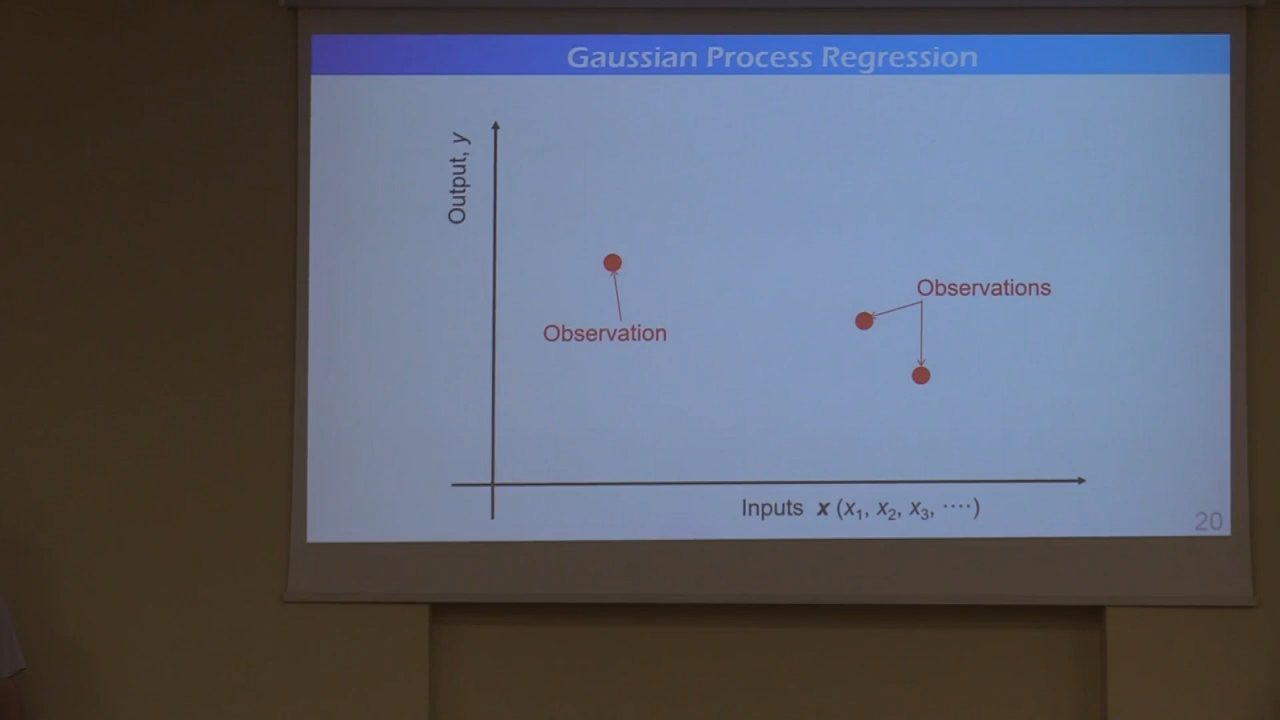 Gaussian Process Regression
Output, y
Observations
Observation
Inputs x (x₁, x₂, x₃, ····)
20